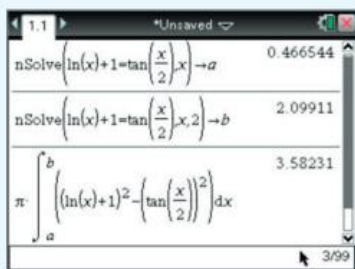 1.1 *Unsaved
nSolve(ln(x)+1=tan(x/2),x)→a 0.466544
nSolve(ln(x)+1=tan(x/2),x,2)→b 2.09911
π·∫_a^b((ln(x)+1)²-(tan(x/2))²)dx 3.58231
3/99